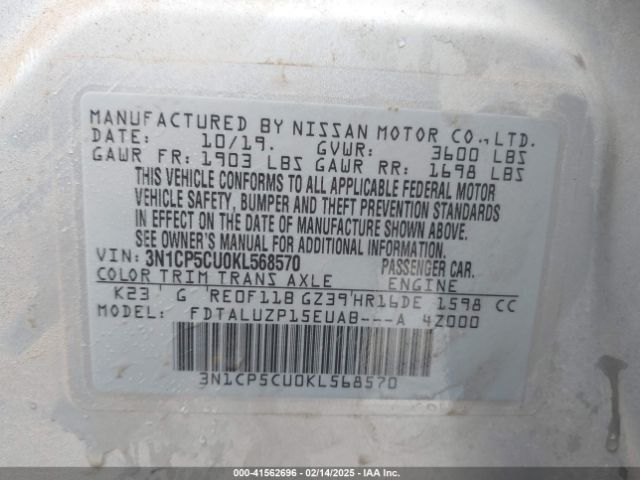 MANUFACTURED BY NISSAN MOTOR CO., LTD.
DATE: 10/19. GVWR: 3600 LBS
GAWR FR: 1903 LBS GAWR RR: 1698 LBS
THIS VEHICLE CONFORMS TO ALL APPLICABLE FEDERAL MOTOR
VEHICLE SAFETY, BUMPER AND THEFT PREVENTION STANDARDS
IN EFFECT ON THE DATE OF MANUFACTURE SHOWN ABOVE.
SEE OWNER'S MANUAL FOR ADDITIONAL INFORMATION
VIN: 3N1CP5CU0KL568570 PASSENGER CAR.
COLOR TRIM TRANS AXLE ENGINE
K23 ' G ' RE0F11B GZ39'HR16DE 1598 CC
MODEL: FDTALUZP15EUAB---A 4Z000
3N1CP5CU0KL568570
000-41562696 - 02/14/2025 - IAA Inc.